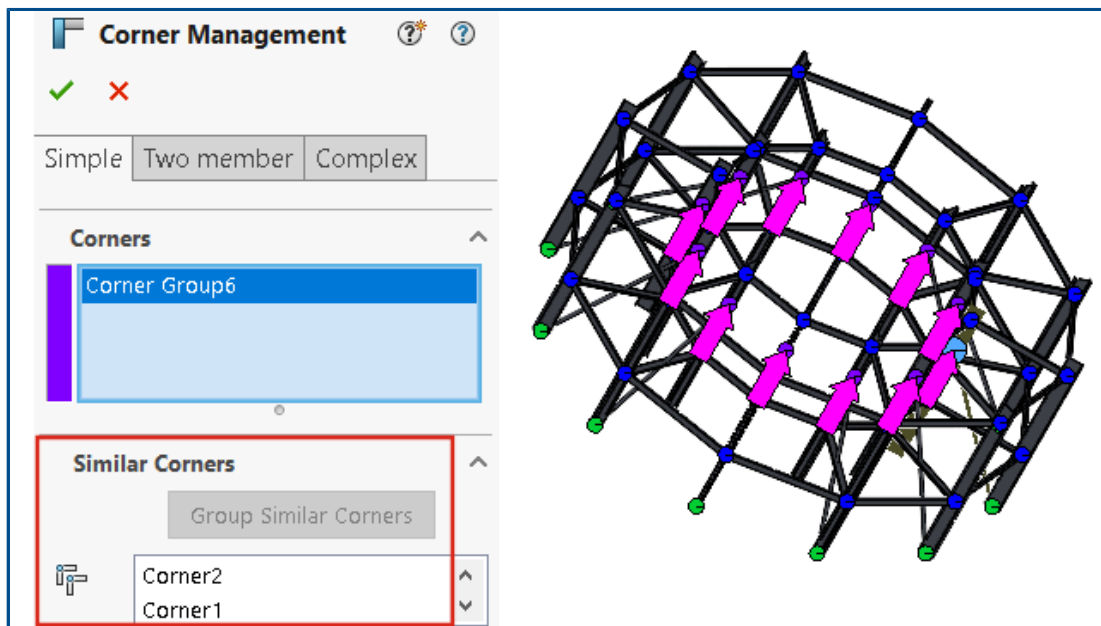 Corner Management
Simple Two member Complex
Corners
Corner Group6
Similar Corners
Group Similar Corners
Corner2
Corner1